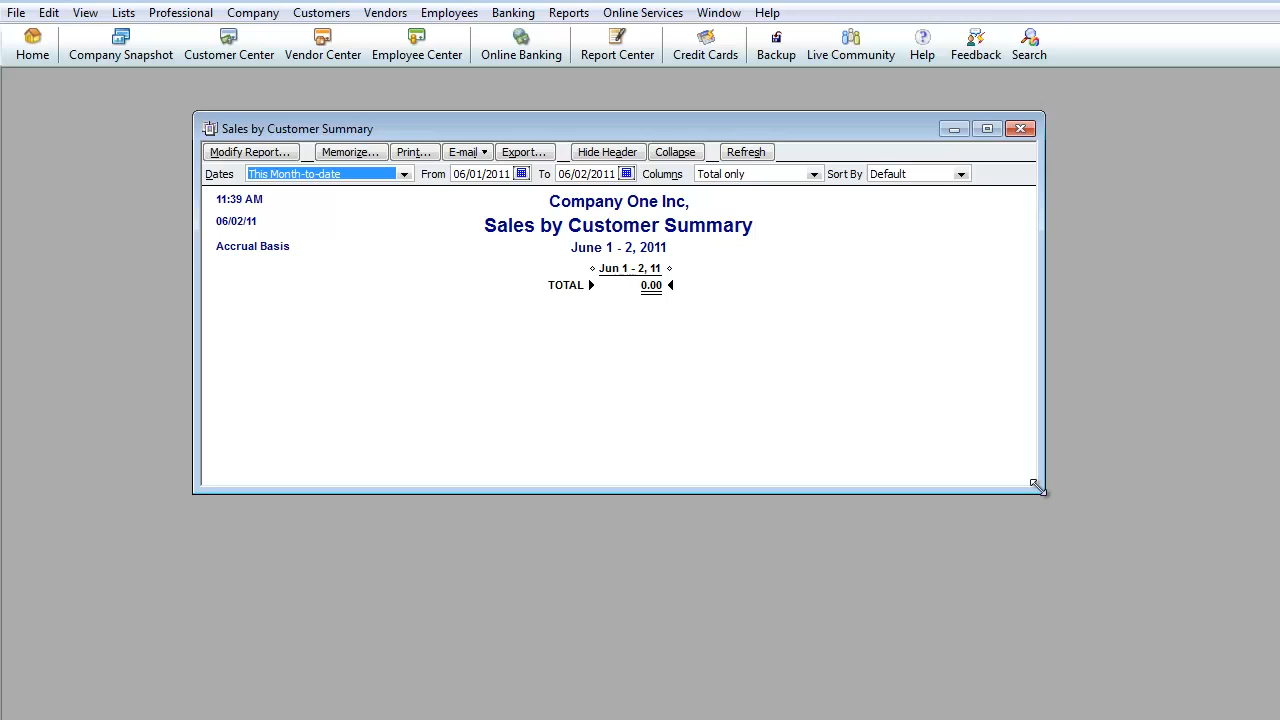 File Edit View Lists Professional Company Customers Vendors Employees Banking Reports Online Services Window Help
Home Company Snapshot Customer Center Vendor Center Employee Center Online Banking Report Center Credit Cards Backup Live Community Help Feedback Search
Sales by Customer Summary
Modify Report... Memorize... Print... E-mail Export... Hide Header Collapse Refresh
Dates This Month-to-date From 06/01/2011 To 06/02/2011 Columns Total only Sort By Default
11:39 AM
06/02/11
Accrual Basis
Company One Inc,
Sales by Customer Summary
June 1 - 2, 2011
Jun 1 - 2, 11
TOTAL 0.00